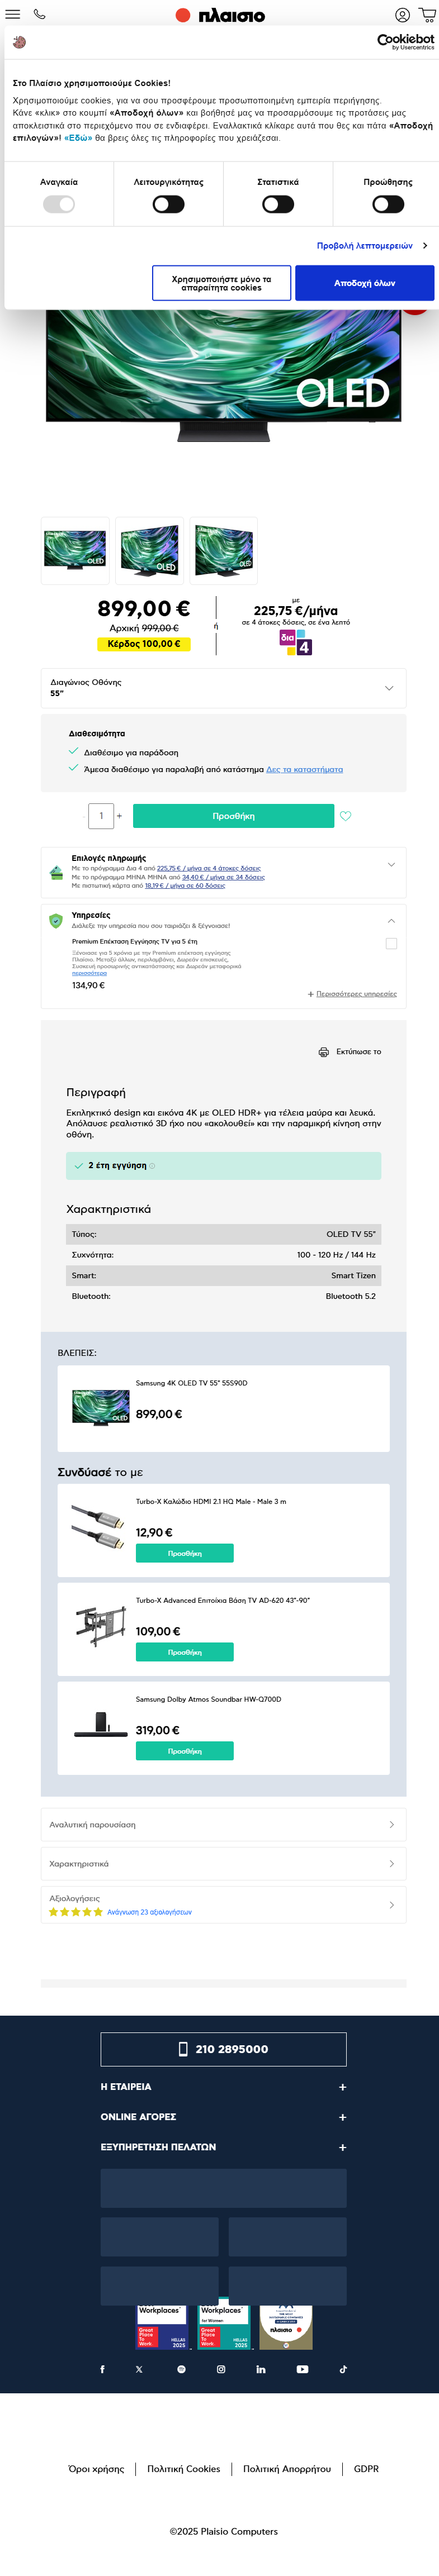 πλαίσιο
Cookiebot
by Usercentrics
Στο Πλαίσιο χρησιμοποιούμε Cookies!
Χρησιμοποιούμε cookies, για να σου προσφέρουμε απαράμιλλη εμπειρία περιήγησης.
Κάνε «κλικ» στο κουμπί «Αποδοχή όλων» και βοήθησέ μας να προσαρμόσουμε τις προτάσεις μας
αποκλειστικά στο περιεχόμενο που σε ενδιαφέρει. Εναλλακτικά κλίκαρε αυτά που θες και πάτα «Αποδοχή
επιλογών»! «Εδώ» θα βρεις όλες τις πληροφορίες που χρειάζεσαι.
Αναγκαία
Λειτουργικότητας
Στατιστικά
Προώθησης
Προβολή λεπτομερειών
Χρησιμοποιήστε μόνο τα
απαραίτητα cookies
Αποδοχή όλων
OLED
OLED
OLED
OLED
899,00 €
Αρχική 999,00 €
Κέρδος 100,00 €
ή
με
225,75 €/μήνα
σε 4 άτοκες δόσεις, σε ένα λεπτό
δια 4
Διαγώνιος Οθόνης
55"
Διαθεσιμότητα
Διαθέσιμο για παράδοση
Άμεσα διαθέσιμο για παραλαβή από κατάστημα Δες τα καταστήματα
- 1 +
Προσθήκη
Επιλογές πληρωμής
Με το πρόγραμμα Δια 4 από 225,75 € / μήνα σε 4 άτοκες δόσεις
Με το πρόγραμμα ΜΗΝΑ ΜΗΝΑ από 34,40 € / μήνα σε 34 δόσεις
Με πιστωτική κάρτα από 18,19 € / μήνα σε 60 δόσεις
Υπηρεσίες
Διάλεξε την υπηρεσία που σου ταιριάζει & ξέγνοιασε!
Premium Επέκταση Εγγύησης TV για 5 έτη
Ξένοιασε για 5 χρόνια με την Premium επέκταση εγγύησης
Πλαίσιο. Μεταξύ άλλων, περιλαμβάνει, Δωρεάν επισκευές,
Συσκευή προσωρινής αντικατάστασης και Δωρεάν μεταφορικά
περισσότερα
134,90 €
+ Περισσότερες υπηρεσίες
Εκτύπωσε το
Περιγραφή
Εκπληκτικό design και εικόνα 4K με OLED HDR+ για τέλεια μαύρα και λευκά.
Απόλαυσε ρεαλιστικό 3D ήχο που «ακολουθεί» και την παραμικρή κίνηση στην
οθόνη.
2 έτη εγγύηση
Χαρακτηριστικά
Τύπος: OLED TV 55"
Συχνότητα: 100 - 120 Hz / 144 Hz
Smart: Smart Tizen
Bluetooth: Bluetooth 5.2
ΒΛΕΠΕΙΣ:
Samsung 4K OLED TV 55" 55S90D
OLED
899,00 €
Συνδύασέ το με
Turbo-X Καλώδιο HDMI 2.1 HQ Male - Male 3 m
12,90 €
Προσθήκη
Turbo-X Advanced Επιτοίχια Βάση TV AD-620 43"-90"
109,00 €
Προσθήκη
Samsung Dolby Atmos Soundbar HW-Q700D
319,00 €
Προσθήκη
Αναλυτική παρουσίαση
Χαρακτηριστικά
Αξιολογήσεις
Ανάγνωση 23 αξιολογήσεων
210 2895000
Η ΕΤΑΙΡΕΙΑ +
ONLINE ΑΓΟΡΕΣ +
ΕΞΥΠΗΡΕΤΗΣΗ ΠΕΛΑΤΩΝ +
Workplaces™
Great
Place
To
Work.
HELLAS
2025
Workplaces™
for Women
Great
Place
To
Work.
HELLAS
2025
πλαίσιο
Όροι χρήσης
Πολιτική Cookies
Πολιτική Απορρήτου
GDPR
©2025 Plaisio Computers